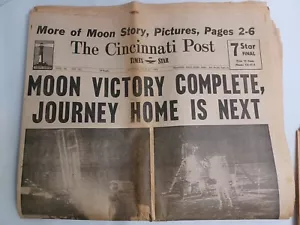 More of Moon Story, Pictures, Pages 2-6
The Cincinnati Post
TIMES STAR
7 Star
FINAL
MOON VICTORY COMPLETE,
JOURNEY HOME IS NEXT